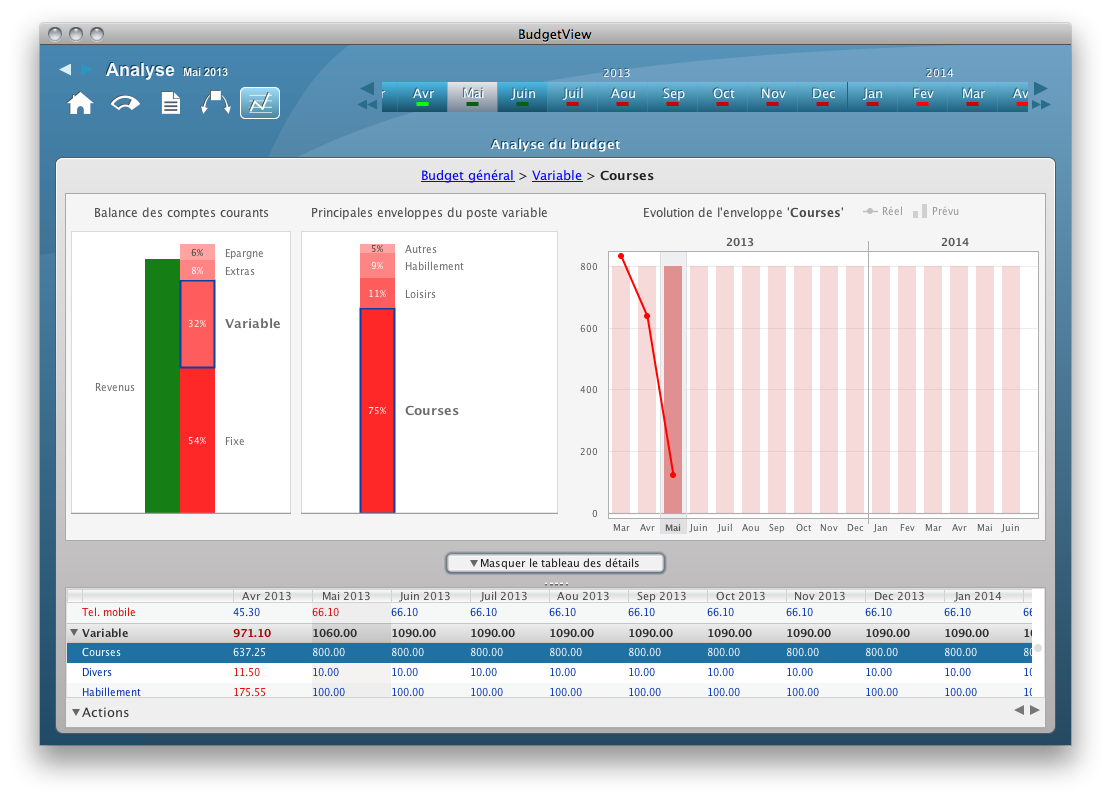 BudgetView
Analyse Mai 2013
2013 2014
Avr Mai Juin Juil Aou Sep Oct Nov Dec Jan Fev Mar
Analyse du budget
Budget général > Variable > Courses
Balance des comptes courants
6% Epargne
8% Extras
32% Variable
Revenus
54% Fixe
Principales enveloppes du poste variable
5% Autres
9% Habillement
11% Loisirs
75% Courses
Evolution de l'enveloppe 'Courses' Réel Prévu
2013 2014
800
600
400
200
0
Mar Avr Mai Juin Juil Aou Sep Oct Nov Dec Jan Fev Mar Avr Mai Juin
Masquer le tableau des détails
Avr 2013 Mai 2013 Juin 2013 Juil 2013 Aou 2013 Sep 2013 Oct 2013 Nov 2013 Dec 2013 Jan 2014
Tel. mobile 45.30 66.10 66.10 66.10 66.10 66.10 66.10 66.10 66.10 66.10
Variable 971.10 1060.00 1090.00 1090.00 1090.00 1090.00 1090.00 1090.00 1090.00 1090.00
Courses 637.25 800.00 800.00 800.00 800.00 800.00 800.00 800.00 800.00 800.00
Divers 11.50 10.00 10.00 10.00 10.00 10.00 10.00 10.00 10.00 10.00
Habillement 175.55 100.00 100.00 100.00 100.00 100.00 100.00 100.00 100.00 100.00
Actions